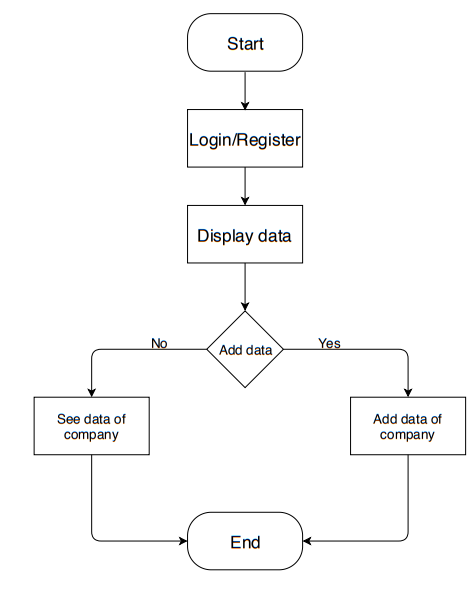 Start
Login/Register
Display data
No
Yes
Add data
See data of
company
Add data of
company
End